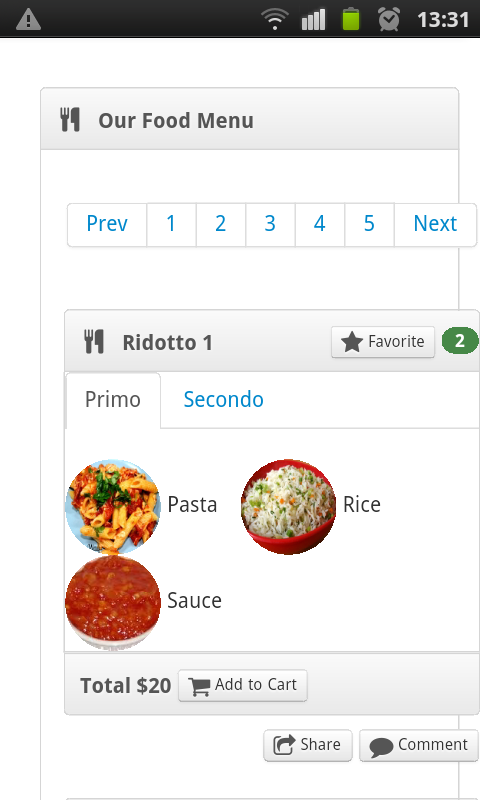 13:31
Our Food Menu
Prev 1 2 3 4 5 Next
Ridotto 1 Favorite 2
Primo Secondo
Pasta Rice
Sauce
Total $20 Add to Cart
Share Comment